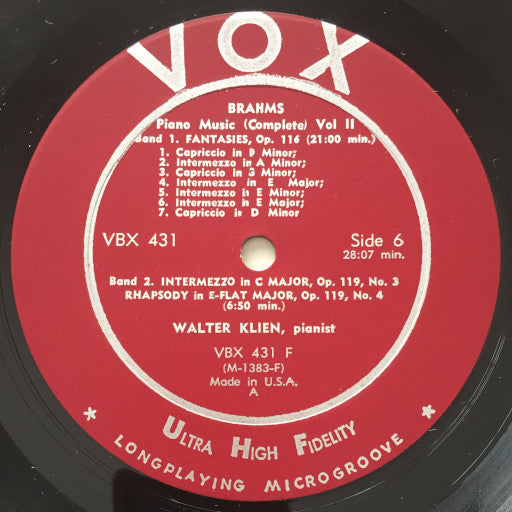 VOX
BRAHMS
Piano Music (Complete) Vol II
Band 1. FANTASIES, Op. 116 (21:00 min.)
1. Capriccio in D Minor;
2. Intermezzo in A Minor;
3. Capriccio in G Minor;
4. Intermezzo in E Major;
5. Intermezzo in E Minor;
6. Intermezzo in E Major;
7. Capriccio in D Minor
VBX 431
Side 6
28:07 min.
Band 2. INTERMEZZO in C MAJOR, Op. 119, No. 3
RHAPSODY in E-FLAT MAJOR, Op. 119, No. 4
(6:50 min.)
WALTER KLIEN, pianist
VBX 431 F
(M-1383-F)
Made in U.S.A.
A
ULTRA HIGH FIDELITY
* LONGPLAYING MICROGROOVE *